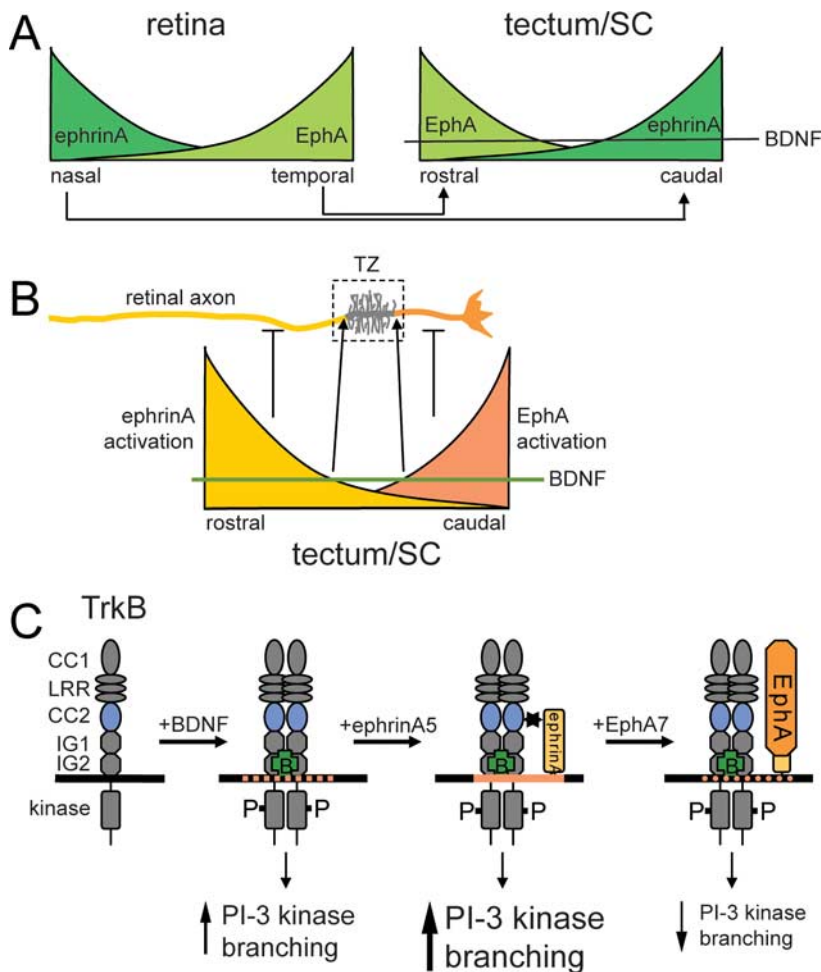 A
retina
tectum/SC
ephrinA
EphA
EphA
ephrinA
BDNF
nasal
temporal
rostral
caudal
B
TZ
retinal axon
ephrinA
activation
EphA
activation
BDNF
rostral
caudal
tectum/SC
C
TrkB
CC1
LRR
CC2
IG1
IG2
kinase
+BDNF
+ephrinA5
+EphA7
B
B
B
ephrinA
EphA
P
P
P
P
P
P
PI-3 kinase
branching
PI-3 kinase
branching
PI-3 kinase
branching